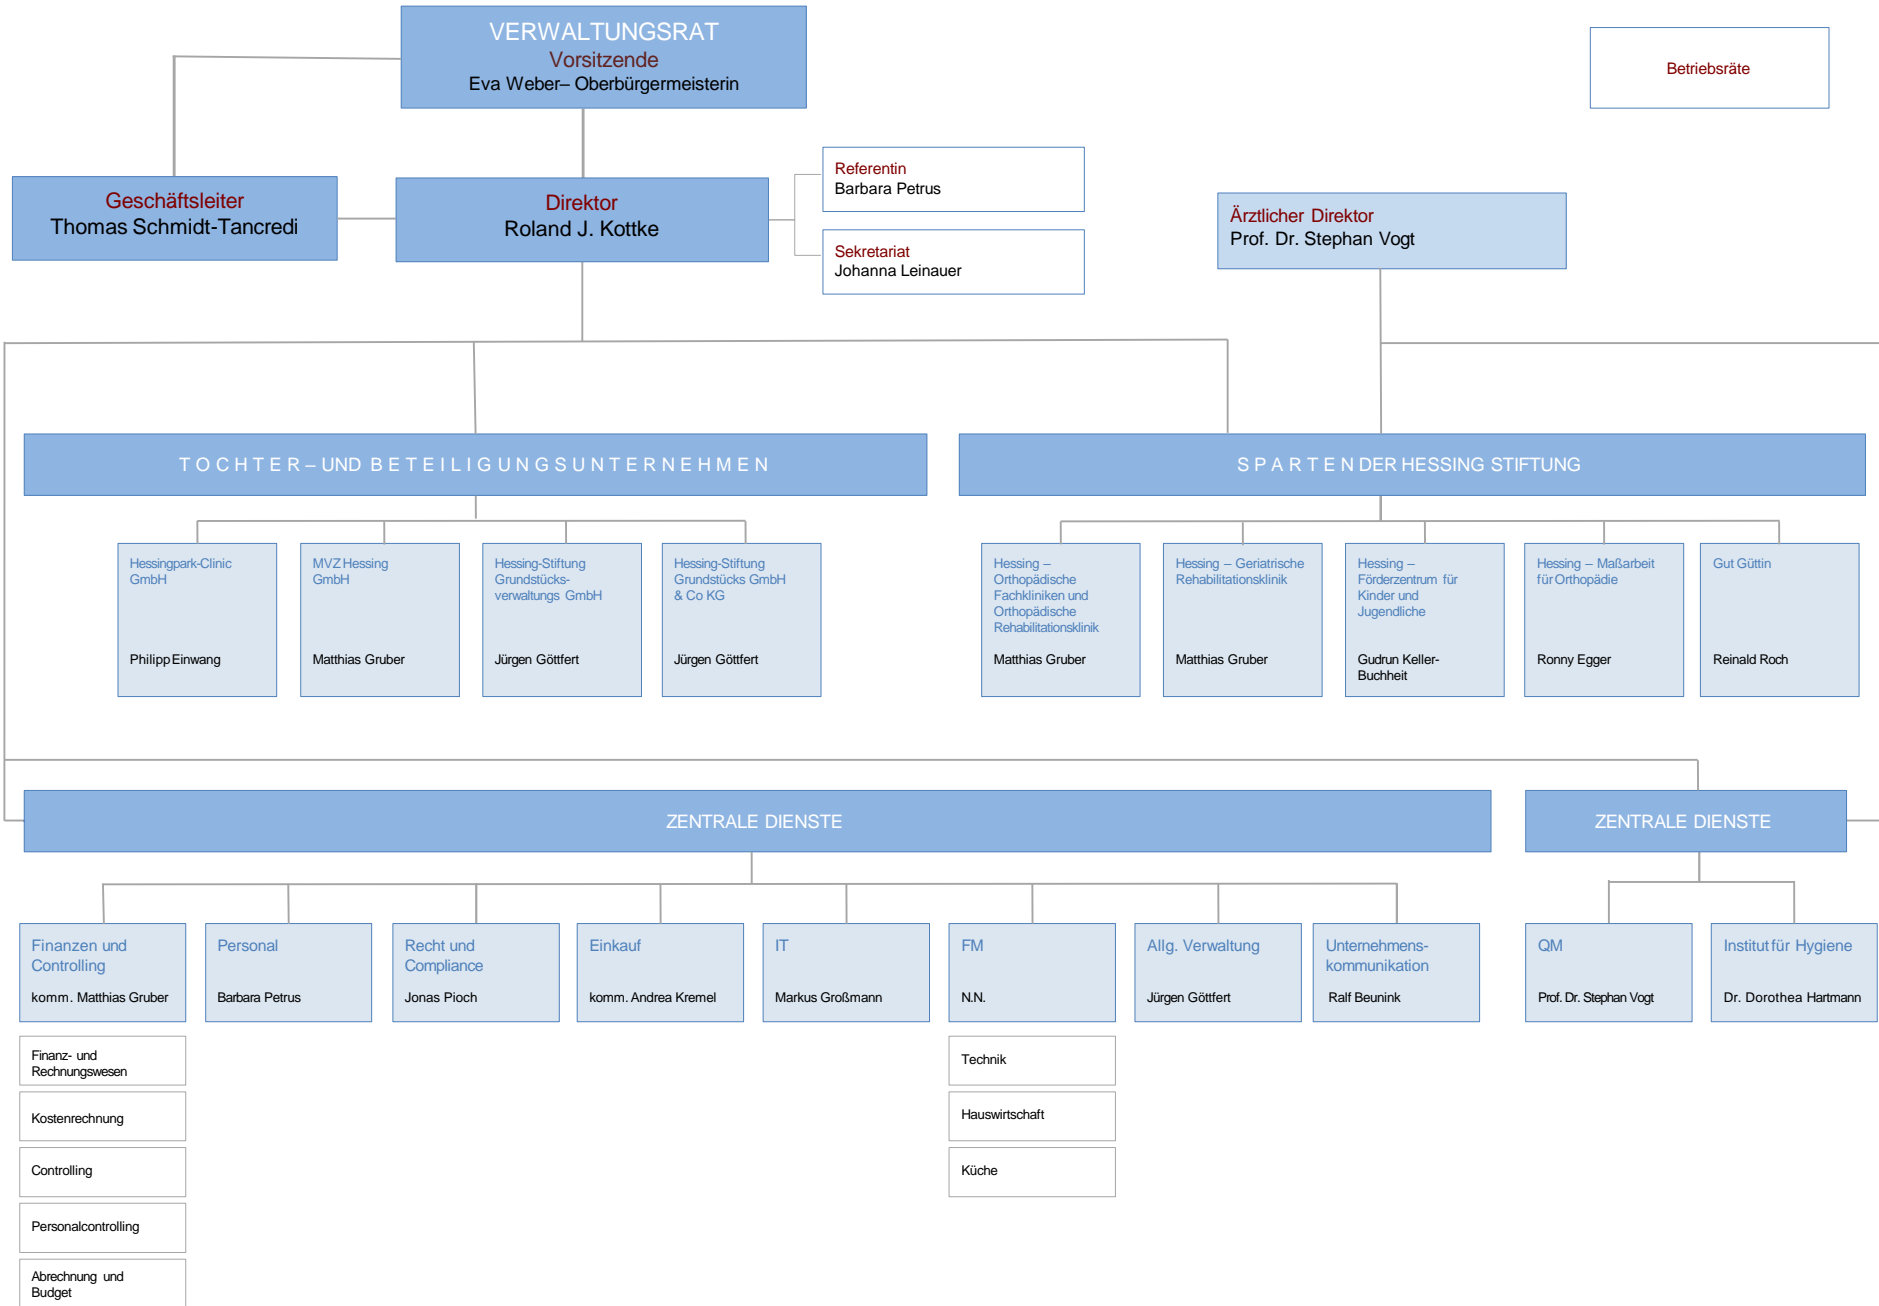 VERWALTUNGSRAT
Vorsitzende
Eva Weber– Oberbürgermeisterin
Betriebsräte
Geschäftsleiter
Thomas Schmidt-Tancredi
Direktor
Roland J. Kottke
Referentin
Barbara Petrus
Sekretariat
Johanna Leinauer
Ärztlicher Direktor
Prof. Dr. Stephan Vogt
TOCHTER – UND BETEILIGUNGSUNTERNEHMEN
SPARTEN DER HESSING STIFTUNG
Hessingpark-Clinic
GmbH
Philipp Einwang
MVZ Hessing
GmbH
Matthias Gruber
Hessing-Stiftung
Grundstücks-
verwaltungs GmbH
Jürgen Göttfert
Hessing-Stiftung
Grundstücks GmbH
& Co KG
Jürgen Göttfert
Hessing –
Orthopädische
Fachkliniken und
Orthopädische
Rehabilitationsklinik
Matthias Gruber
Hessing – Geriatrische
Rehabilitationsklinik
Matthias Gruber
Hessing –
Förderzentrum für
Kinder und
Jugendliche
Gudrun Keller-
Buchheit
Hessing – Maßarbeit
für Orthopädie
Ronny Egger
Gut Güttin
Reinald Roch
ZENTRALE DIENSTE
ZENTRALE DIENSTE
Finanzen und
Controlling
komm. Matthias Gruber
Personal
Barbara Petrus
Recht und
Compliance
Jonas Pioch
Einkauf
komm. Andrea Kremel
IT
Markus Großmann
FM
N.N.
Allg. Verwaltung
Jürgen Göttfert
Unternehmens-
kommunikation
Ralf Beunink
QM
Prof. Dr. Stephan Vogt
Institut für Hygiene
Dr. Dorothea Hartmann
Finanz- und
Rechnungswesen
Kostenrechnung
Controlling
Personalcontrolling
Abrechnung und
Budget
Technik
Hauswirtschaft
Küche